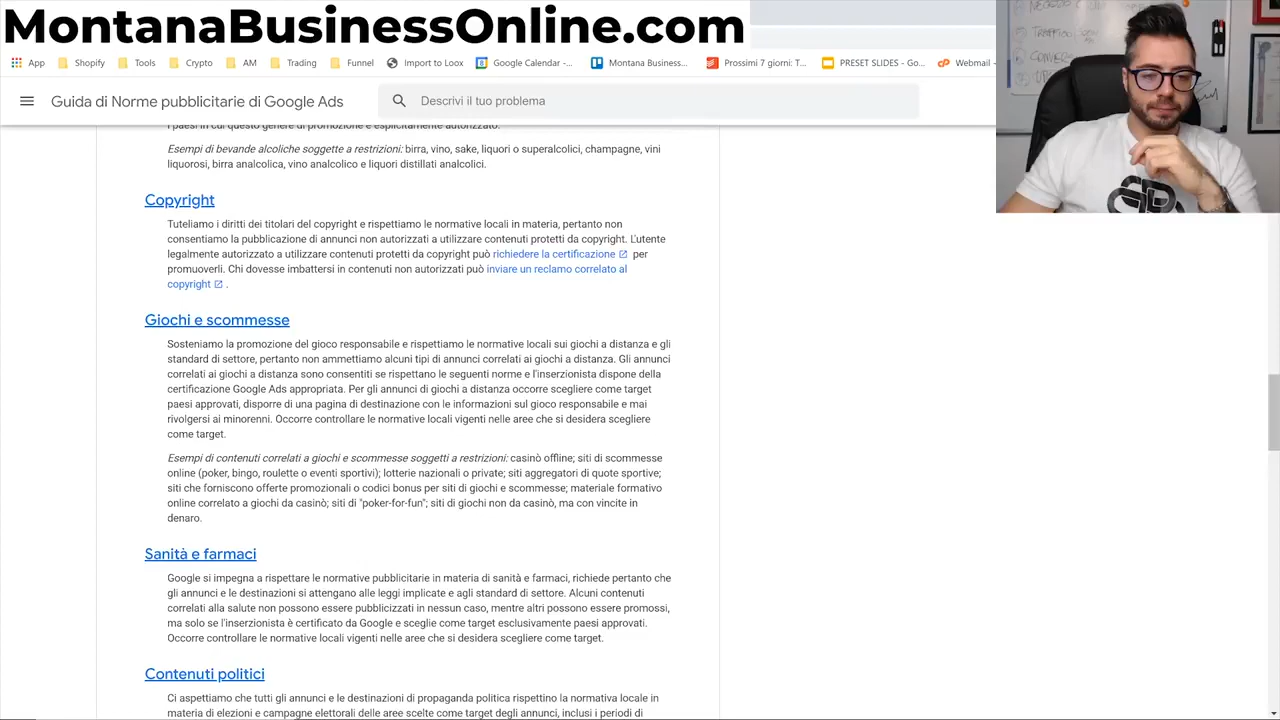 MontanaBusinessOnline.com
App Shopify Tools Crypto AM Trading Funnel Import to Loox Google Calendar -... Montana Business... Prossimi 7 giorni: T... PRESET SLIDES - Go... Webmail -
Guida di Norme pubblicitarie di Google Ads Descrivi il tuo problema
i paesi in cui questo genere di promozione è esplicitamente autorizzato.
Esempi di bevande alcoliche soggette a restrizioni: birra, vino, sake, liquori o superalcolici, champagne, vini
liquorosi, birra analcolica, vino analcolico e liquori distillati analcolici.
Copyright
Tuteliamo i diritti dei titolari del copyright e rispettiamo le normative locali in materia, pertanto non
consentiamo la pubblicazione di annunci non autorizzati a utilizzare contenuti protetti da copyright. L'utente
legalmente autorizzato a utilizzare contenuti protetti da copyright può richiedere la certificazione per
promuoverli. Chi dovesse imbattersi in contenuti non autorizzati può inviare un reclamo correlato al
copyright .
Giochi e scommesse
Sosteniamo la promozione del gioco responsabile e rispettiamo le normative locali sui giochi a distanza e gli
standard di settore, pertanto non ammettiamo alcuni tipi di annunci correlati ai giochi a distanza. Gli annunci
correlati ai giochi a distanza sono consentiti se rispettano le seguenti norme e l'inserzionista dispone della
certificazione Google Ads appropriata. Per gli annunci di giochi a distanza occorre scegliere come target
paesi approvati, disporre di una pagina di destinazione con le informazioni sul gioco responsabile e mai
rivolgersi ai minorenni. Occorre controllare le normative locali vigenti nelle aree che si desidera scegliere
come target.
Esempi di contenuti correlati a giochi e scommesse soggetti a restrizioni: casinò offline; siti di scommesse
online (poker, bingo, roulette o eventi sportivi); lotterie nazionali o private; siti aggregatori di quote sportive;
siti che forniscono offerte promozionali o codici bonus per siti di giochi e scommesse; materiale formativo
online correlato a giochi da casinò; siti di "poker-for-fun"; siti di giochi non da casinò, ma con vincite in
denaro.
Sanità e farmaci
Google si impegna a rispettare le normative pubblicitarie in materia di sanità e farmaci, richiede pertanto che
gli annunci e le destinazioni si attengano alle leggi implicate e agli standard di settore. Alcuni contenuti
correlati alla salute non possono essere pubblicizzati in nessun caso, mentre altri possono essere promossi,
ma solo se l'inserzionista è certificato da Google e sceglie come target esclusivamente paesi approvati.
Occorre controllare le normative locali vigenti nelle aree che si desidera scegliere come target.
Contenuti politici
Ci aspettiamo che tutti gli annunci e le destinazioni di propaganda politica rispettino la normativa locale in
materia di elezioni e campagne elettorali delle aree scelte come target degli annunci, inclusi i periodi di